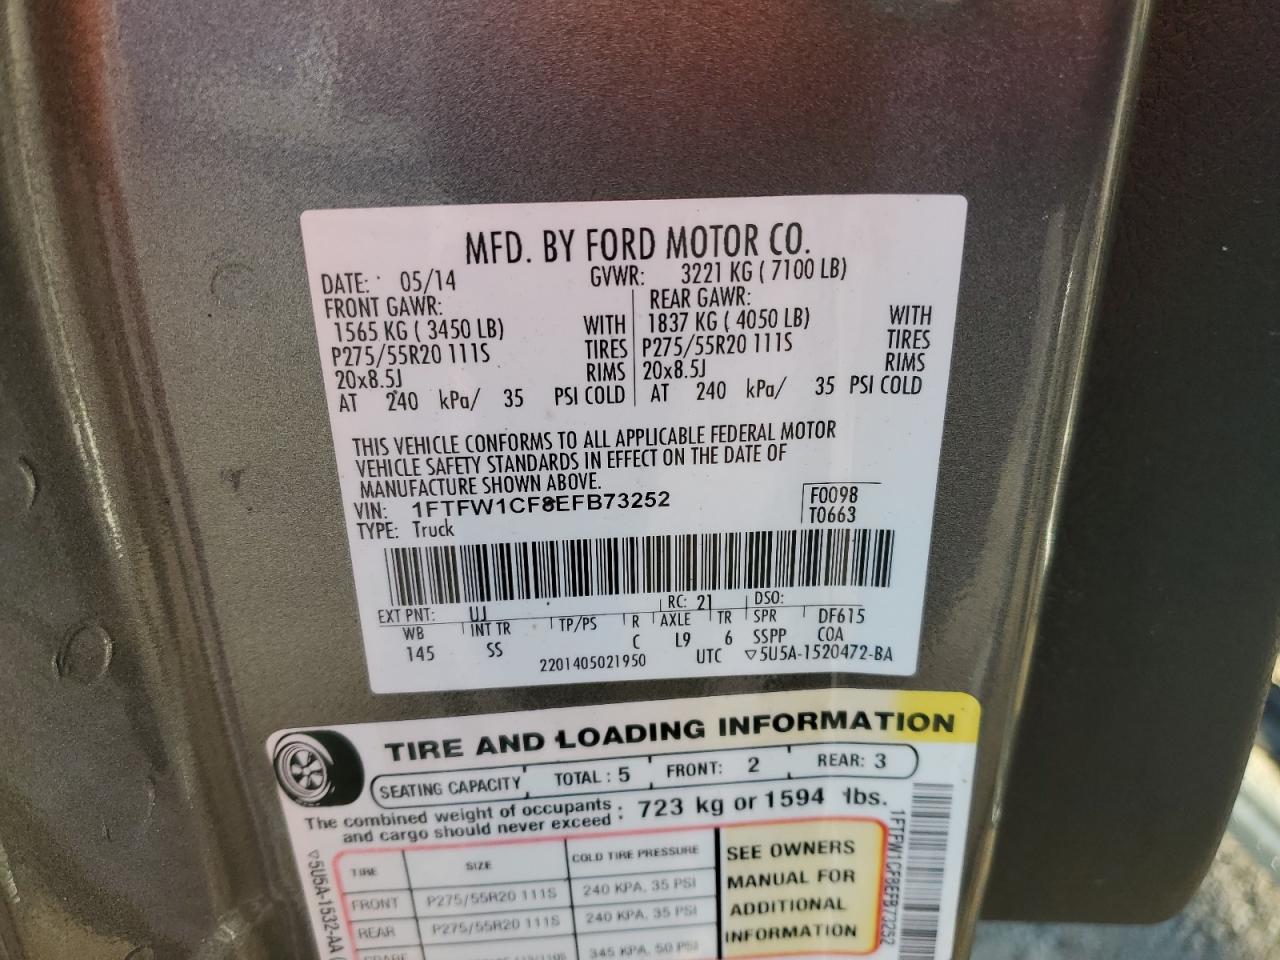 MFD. BY FORD MOTOR CO.
DATE: 05/14 GVWR: 3221 KG ( 7100 LB)
FRONT GAWR: REAR GAWR:
1565 KG ( 3450 LB) WITH 1837 KG ( 4050 LB) WITH
P275/55R20 111S TIRES P275/55R20 111S TIRES
20x8.5J RIMS 20x8.5J RIMS
AT 240 kPa/ 35 PSI COLD AT 240 kPa/ 35 PSI COLD
THIS VEHICLE CONFORMS TO ALL APPLICABLE FEDERAL MOTOR
VEHICLE SAFETY STANDARDS IN EFFECT ON THE DATE OF
MANUFACTURE SHOWN ABOVE.
VIN: 1FTFW1CF8EFB73252 F0098
TYPE: Truck T0663
EXT PNT: UJ RC: 21 DSO:
WB INT TR TP/PS R AXLE TR SPR DF615
145 SS C L9 6 SSPP COA
2201405021950 UTC ▽5U5A-1520472-BA
TIRE AND LOADING INFORMATION
SEATING CAPACITY TOTAL : 5 FRONT: 2 REAR: 3
The combined weight of occupants : 723 kg or 1594 lbs.
and cargo should never exceed :
TIRE SIZE COLD TIRE PRESSURE
FRONT P275/55R20 111S 240 KPA, 35 PSI
REAR P275/55R20 111S 240 KPA, 35 PSI
SPARE 345 KPA, 50 PSI
SEE OWNERS
MANUAL FOR
ADDITIONAL
INFORMATION
1FTFW1CF8EFB73252
▽5U5A-1532-AA